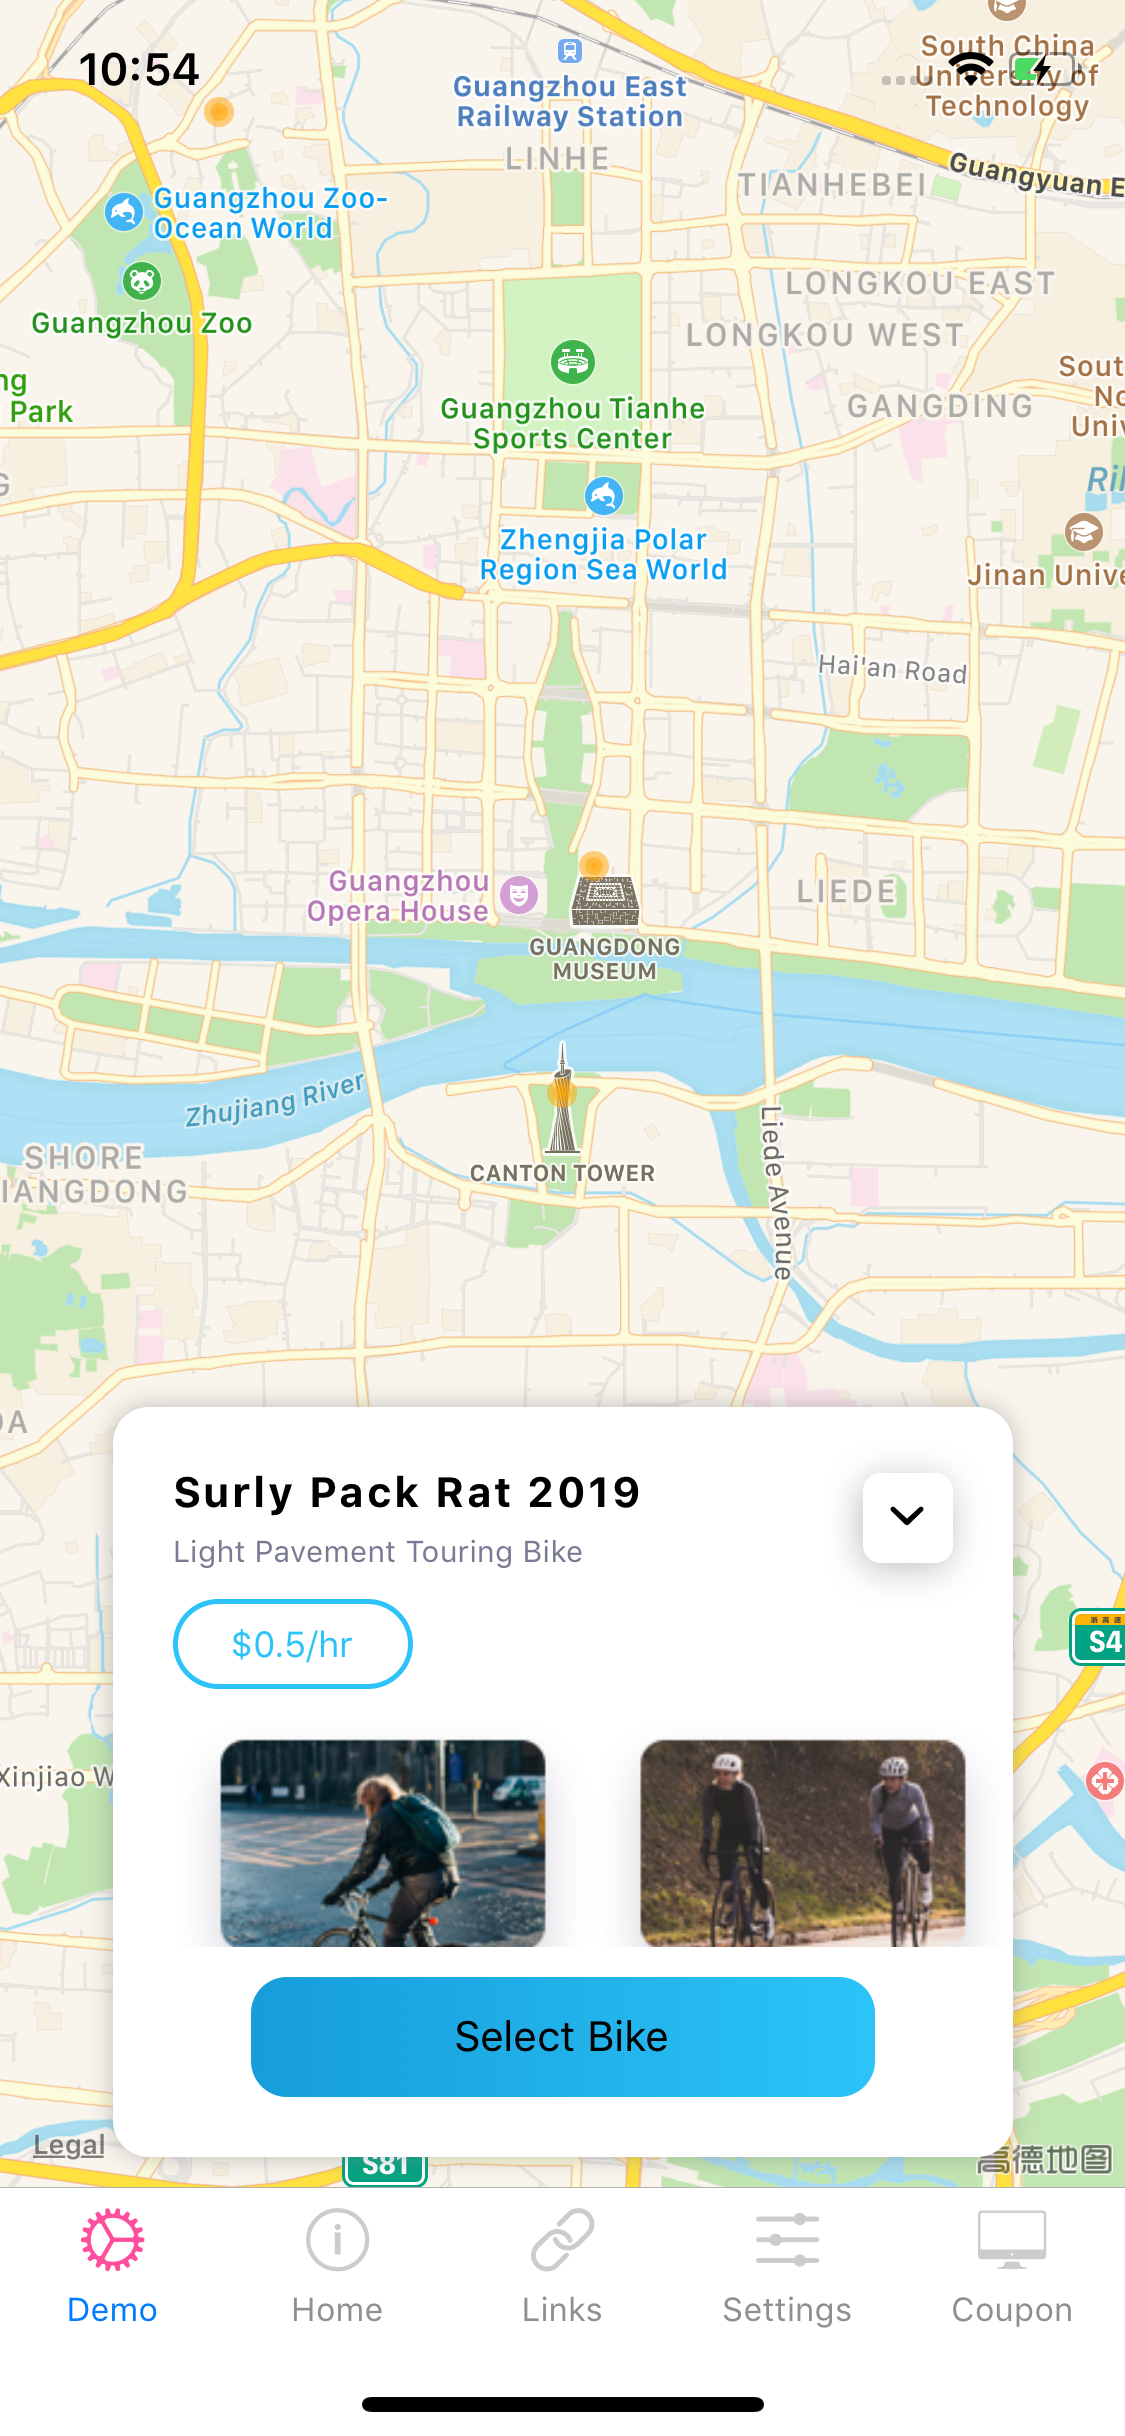 10:54
South China
University of
Technology
Guangzhou East
Railway Station
LINHE
TIANHEBEI
Guangyuan E
Guangzhou Zoo-
Ocean World
Guangzhou Zoo
LONGKOU EAST
LONGKOU WEST
ng
Park
Guangzhou Tianhe
Sports Center
GANGDING
Sout
No
Univ
G
Zhengjia Polar
Region Sea World
Jinan Unive
Hai'an Road
Guangzhou
Opera House
LIEDE
GUANGDONG
MUSEUM
Zhujiang River
SHORE
IANGDONG
CANTON TOWER
Liede Avenue
DA
Surly Pack Rat 2019
Light Pavement Touring Bike
$0.5/hr
S4
Xinjiao W
Select Bike
Legal
S81
高德地图
Demo
Home
Links
Settings
Coupon